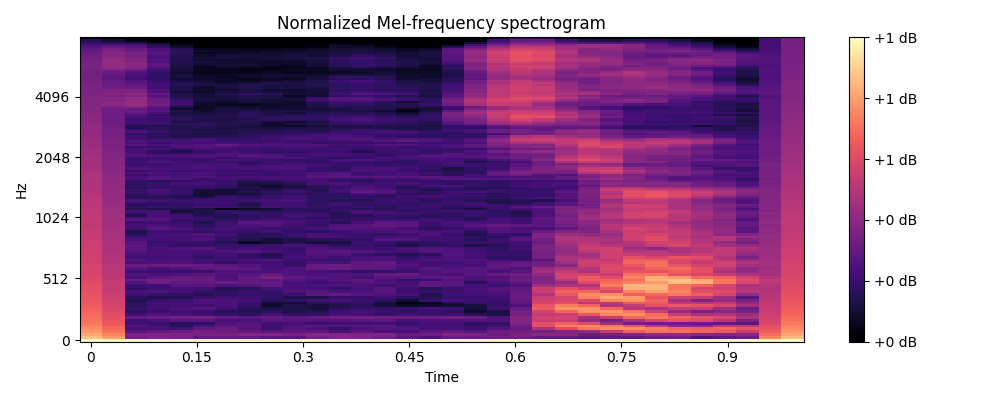 Normalized Mel-frequency spectrogram
Hz
4096
2048
1024
512
0
0
0.15
0.3
0.45
0.6
0.75
0.9
Time
+1 dB
+1 dB
+1 dB
+0 dB
+0 dB
+0 dB